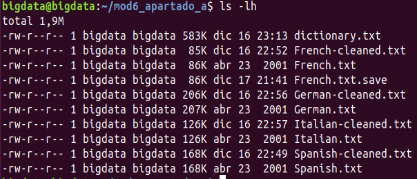 bigdata@bigdata:~/mod6_apartado_a$ ls -lh
total 1,9M
-rw-r--r-- 1 bigdata bigdata 583K dic 16 23:13 dictionary.txt
-rw-r--r-- 1 bigdata bigdata 85K dic 16 22:52 French-cleaned.txt
-rw-r--r-- 1 bigdata bigdata 86K abr 23 2001 French.txt
-rw-r--r-- 1 bigdata bigdata 86K dic 17 21:41 French.txt.save
-rw-r--r-- 1 bigdata bigdata 206K dic 16 22:56 German-cleaned.txt
-rw-r--r-- 1 bigdata bigdata 207K abr 23 2001 German.txt
-rw-r--r-- 1 bigdata bigdata 126K dic 16 22:57 Italian-cleaned.txt
-rw-r--r-- 1 bigdata bigdata 126K abr 23 2001 Italian.txt
-rw-r--r-- 1 bigdata bigdata 168K dic 16 22:49 Spanish-cleaned.txt
-rw-r--r-- 1 bigdata bigdata 168K abr 23 2001 Spanish.txt